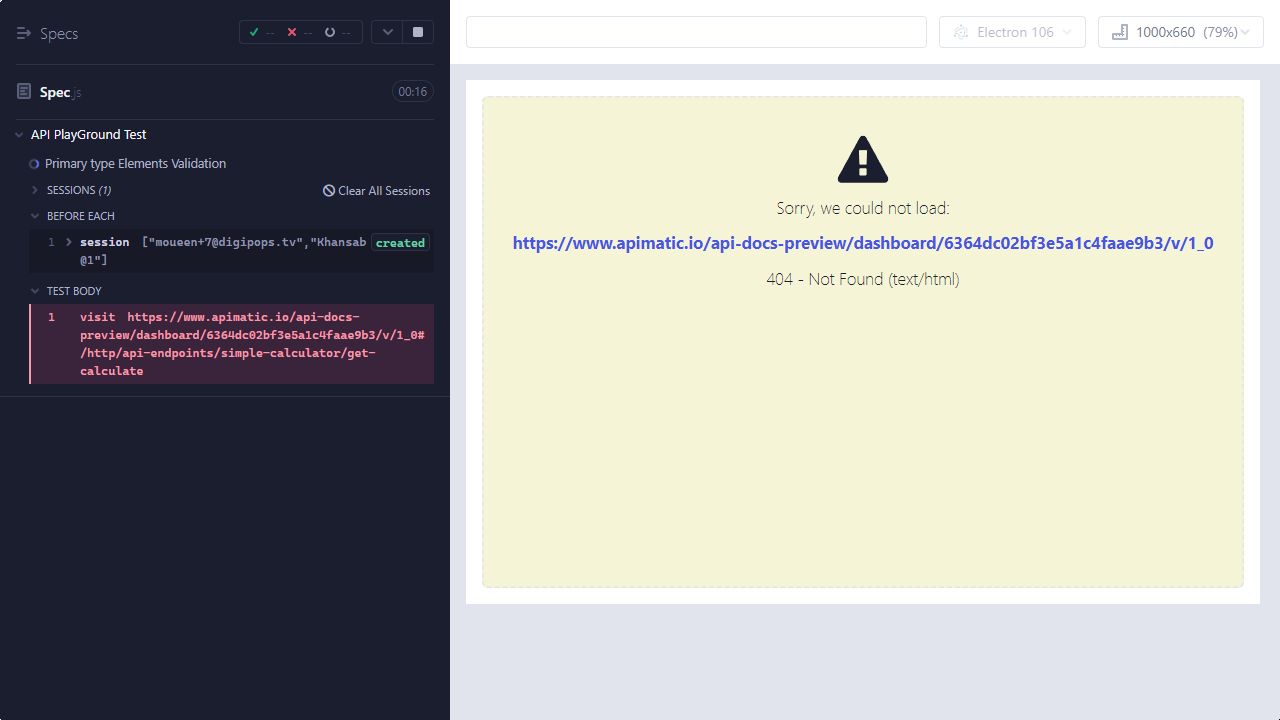 Specs
-- -- --
Spec.js
00:16
API PlayGround Test
Primary type Elements Validation
SESSIONS (1)
Clear All Sessions
BEFORE EACH
1 session ["moueen+7@digipops.tv","Khansab
@1"]
created
TEST BODY
1 visit https://www.apimatic.io/api-docs-
preview/dashboard/6364dc02bf3e5a1c4faae9b3/v/1_0#
/http/api-endpoints/simple-calculator/get-
calculate
Electron 106
1000x660 (79%)
Sorry, we could not load:
https://www.apimatic.io/api-docs-preview/dashboard/6364dc02bf3e5a1c4faae9b3/v/1_0
404 - Not Found (text/html)